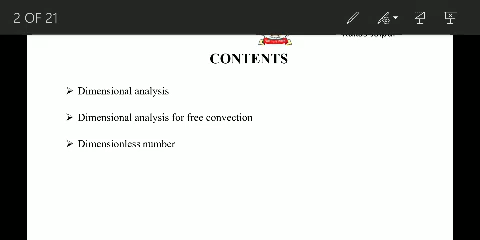 2 OF 21
CONTENTS
➢ Dimensional analysis
➢ Dimensional analysis for free convection
➢ Dimensionless number